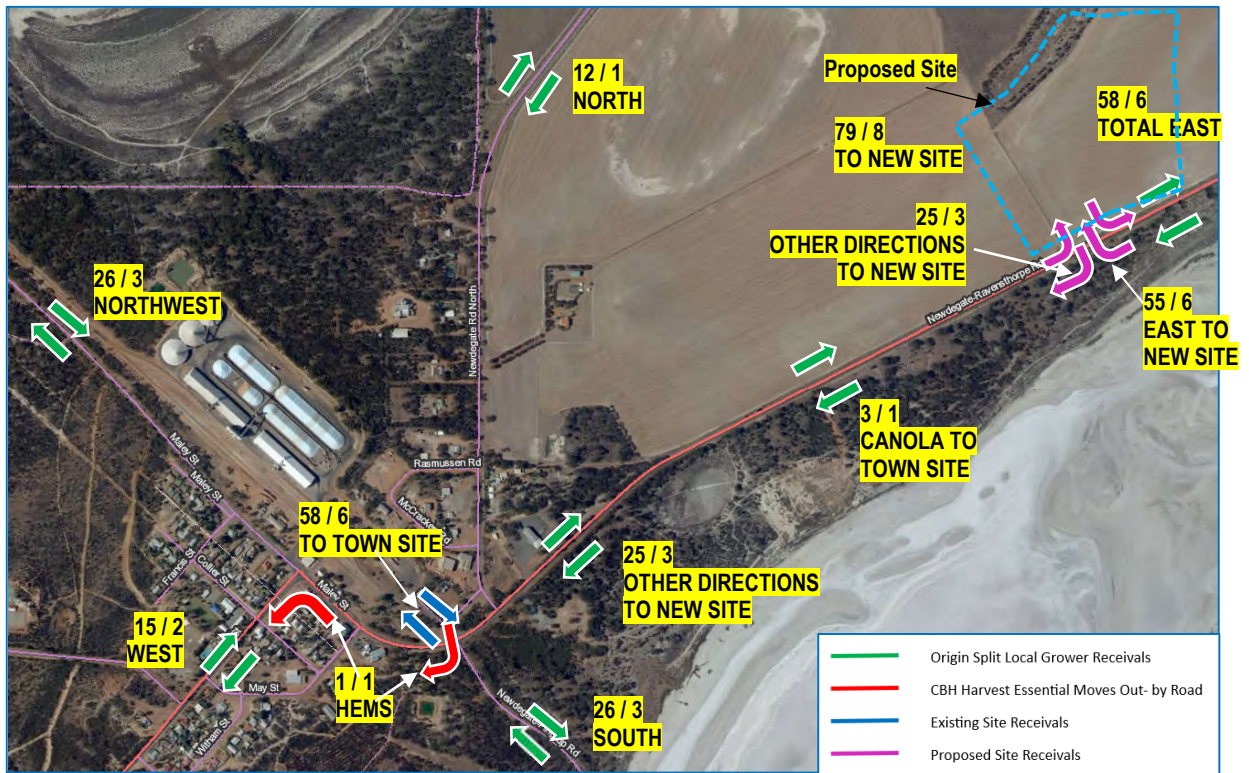 12 / 1
NORTH
Proposed Site
58 / 6
TOTAL EAST
79 / 8
TO NEW SITE
25 / 3
OTHER DIRECTIONS
TO NEW SITE
26 / 3
NORTHWEST
Newdegate Rd North
Newdegate-Ravensthorpe R
55 / 6
EAST TO
NEW SITE
3 / 1
CANOLA TO
TOWN SITE
Maley St
Maley St
Rasmussen Rd
McCracken Rd
58 / 6
TO TOWN SITE
Francis St
Collier St
Maley St
25 / 3
OTHER DIRECTIONS
TO NEW SITE
15 / 2
WEST
May St
1 / 1
HEMS
Witham St
26 / 3
SOUTH
Origin Split Local Grower Receivals
CBH Harvest Essential Moves Out- by Road
Existing Site Receivals
Proposed Site Receivals